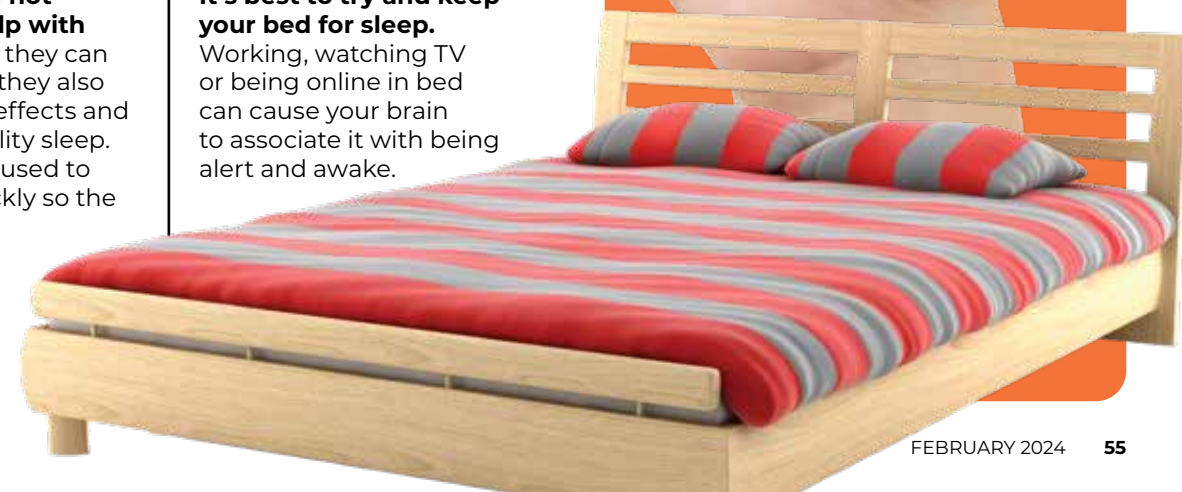 not
lp with
they can
they also
effects and
lity sleep.
used to
ckly so the
It's best to try and keep
your bed for sleep.
Working, watching TV
or being online in bed
can cause your brain
to associate it with being
alert and awake.
FEBRUARY 2024 55